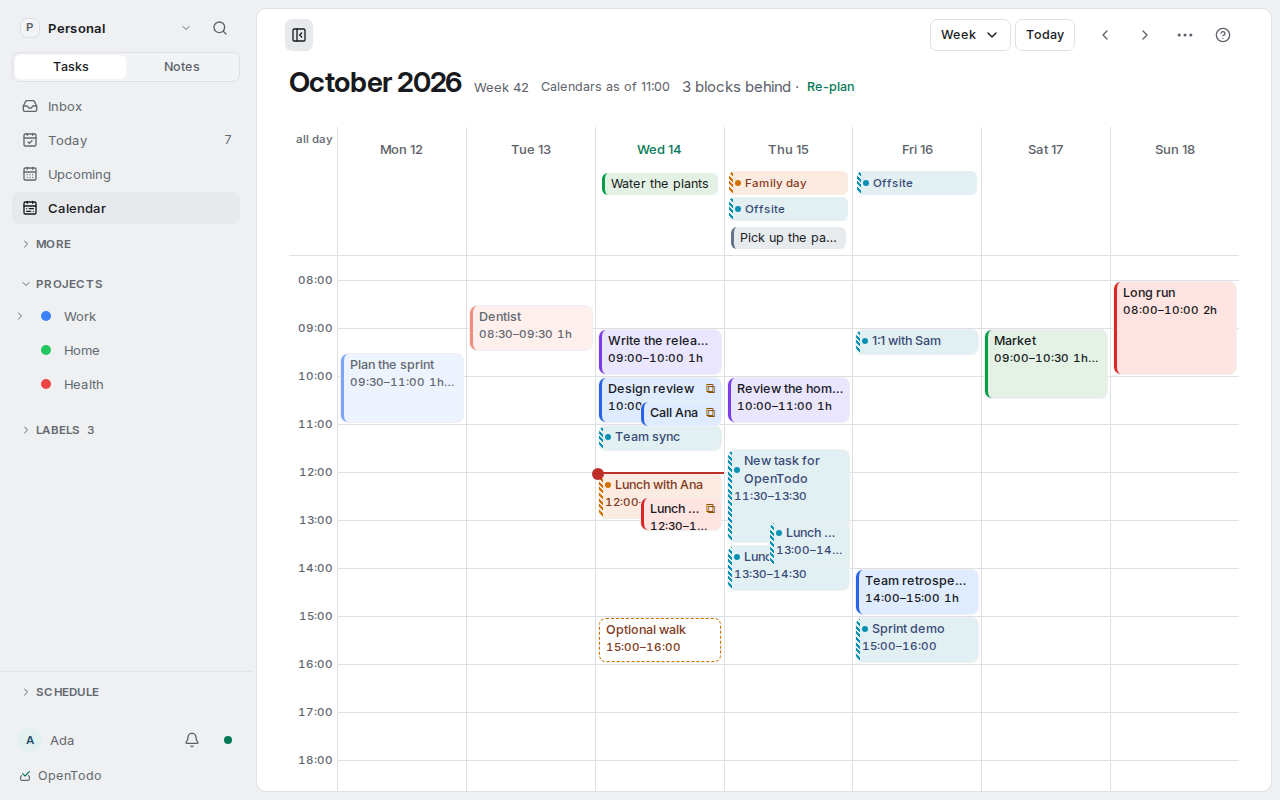 P Personal
Tasks Notes
Inbox
Today 7
Upcoming
Calendar
MORE
PROJECTS
Work
Home
Health
LABELS 3
SCHEDULE
A Ada
OpenTodo
Week Today
October 2026 Week 42 Calendars as of 11:00 3 blocks behind · Re-plan
all day Mon 12 Tue 13 Wed 14 Thu 15 Fri 16 Sat 17 Sun 18
Water the plants
Family day
Offsite
Pick up the pa...
Offsite
08:00
09:00
10:00
11:00
12:00
13:00
14:00
15:00
16:00
17:00
18:00
Plan the sprint
09:30–11:00 1h...
Dentist
08:30–09:30 1h
Write the relea...
09:00–10:00 1h
Design review
10:00
Call Ana
Team sync
Lunch with Ana
12:00–
Lunch ...
12:30–1...
Optional walk
15:00–16:00
Review the hom...
10:00–11:00 1h
New task for
OpenTodo
11:30–13:30
Lunch ...
13:00–14...
Lunc
13:30–14:30
1:1 with Sam
Team retrospe...
14:00–15:00 1h
Sprint demo
15:00–16:00
Market
09:00–10:30 1h...
Long run
08:00–10:00 2h